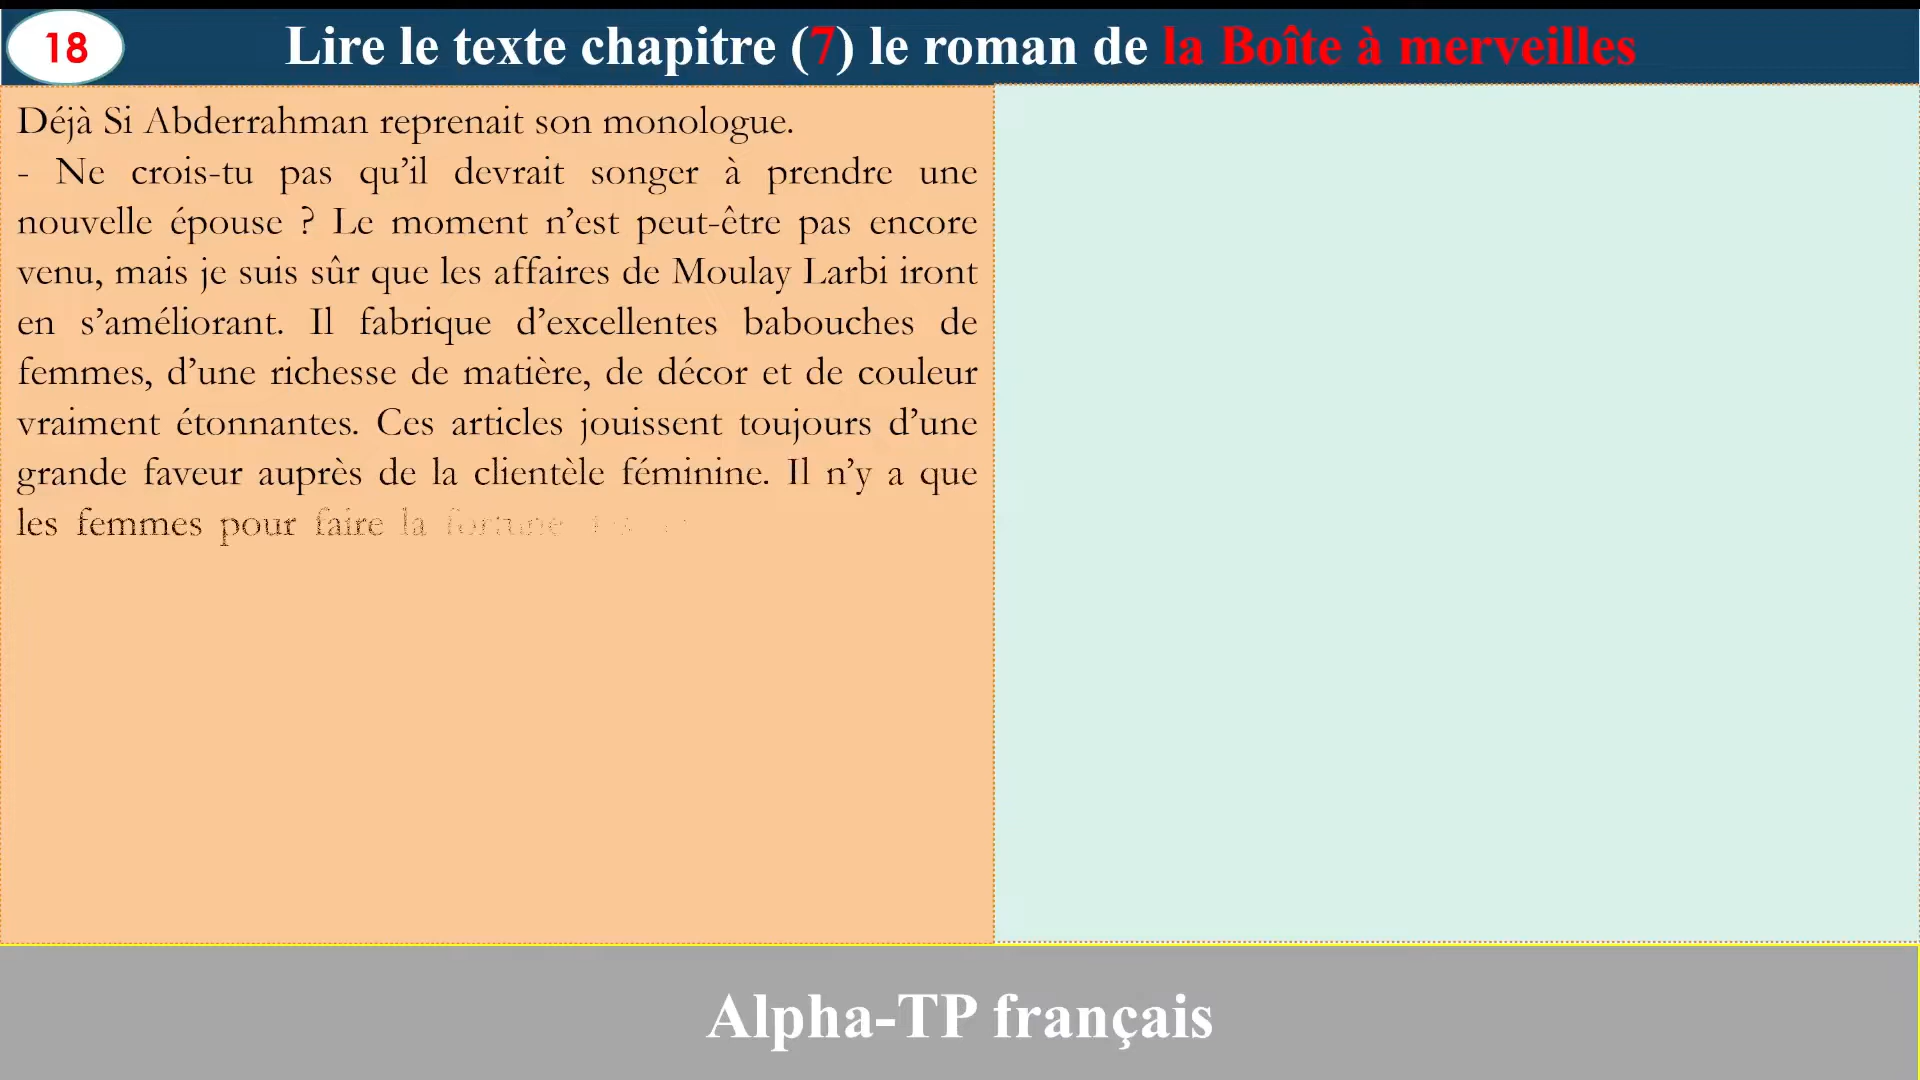 18
Lire le texte chapitre (7) le roman de la Boîte à merveilles
Déjà Si Abderrahman reprenait son monologue.
- Ne crois-tu pas qu’il devrait songer à prendre une
nouvelle épouse ? Le moment n’est peut-être pas encore
venu, mais je suis sûr que les affaires de Moulay Larbi iront
en s’améliorant. Il fabrique d’excellentes babouches de
femmes, d’une richesse de matière, de décor et de couleur
vraiment étonnantes. Ces articles jouissent toujours d’une
grande faveur auprès de la clientèle féminine. Il n’y a que
les femmes pour faire la fortune
Alpha-TP français